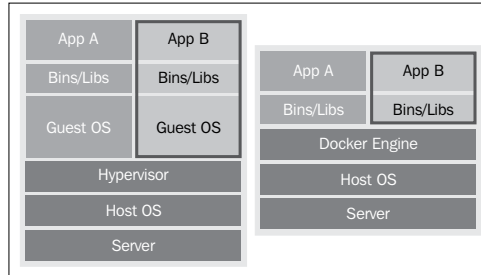 App A App B
Bins/Libs Bins/Libs
Guest OS Guest OS
Hypervisor
Host OS
Server
App A App B
Bins/Libs Bins/Libs
Docker Engine
Host OS
Server